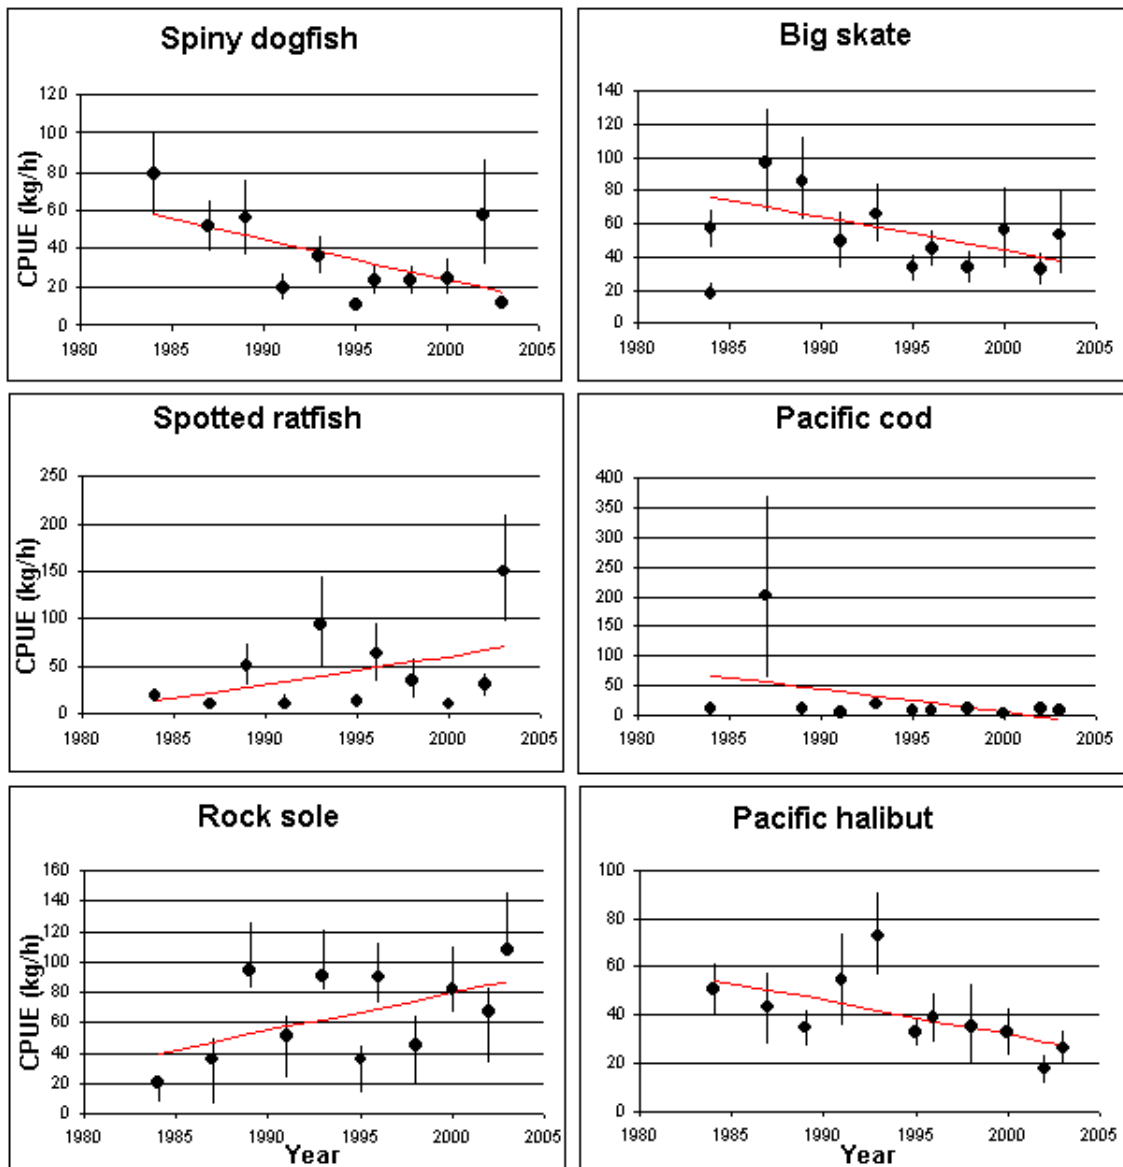 Spiny dogfish
CPUE (kg/h)
120
100
80
60
40
20
0
1980 1985 1990 1995 2000 2005
Big skate
140
120
100
80
60
40
20
0
1980 1985 1990 1995 2000 2005
Spotted ratfish
CPUE (kg/h)
250
200
150
100
50
0
1980 1985 1990 1995 2000 2005
Pacific cod
400
350
300
250
200
150
100
50
0
1980 1985 1990 1995 2000 2005
Rock sole
CPUE (kg/h)
160
140
120
100
80
60
40
20
0
1980 1985 1990 1995 2000 2005
Year
Pacific halibut
100
80
60
40
20
0
1980 1985 1990 1995 2000 2005
Year